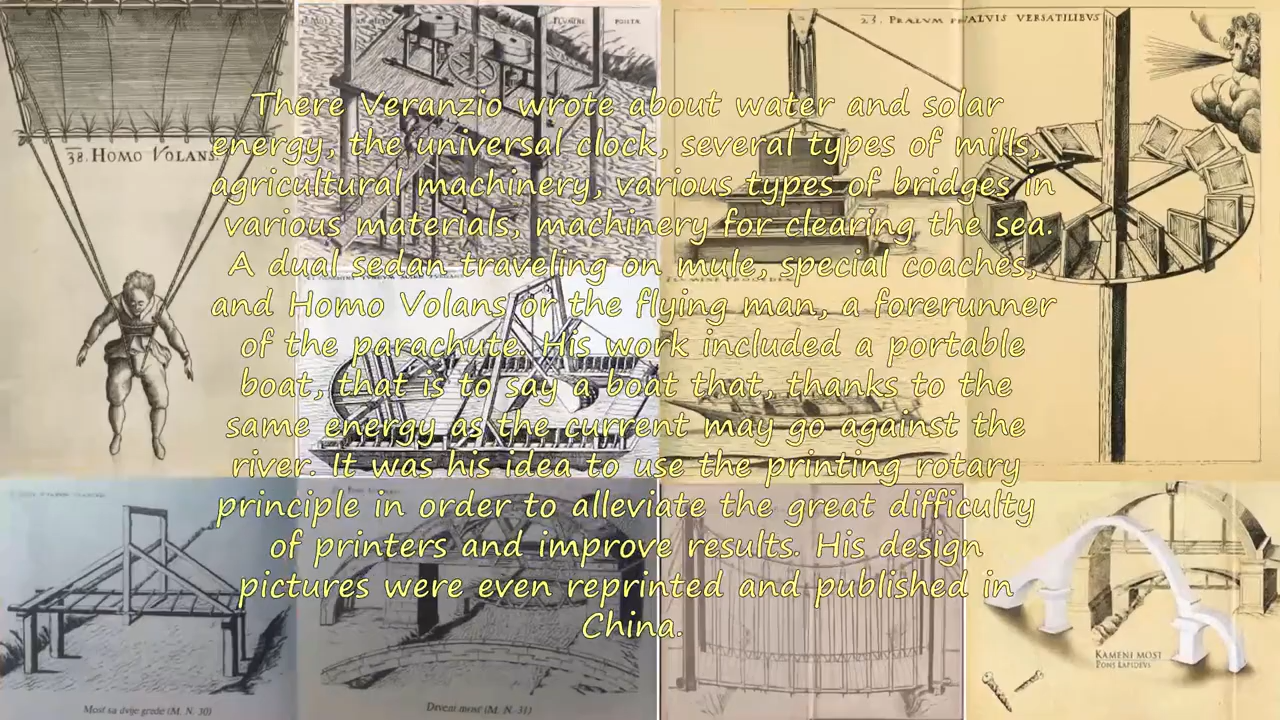 23. PRALUM
VALVIS VERSATILIBVS
38. HOMO VOLANS
There Veranzio wrote about water and solar
energy, the universal clock, several types of mills,
agricultural machinery, various types of bridges in
various materials, machinery for clearing the sea.
A dual sedan traveling on mule, special coaches,
and Homo Volans or the flying man, a forerunner
of the parachute. His work included a portable
boat, that is to say a boat that, thanks to the
same energy as the current may go against the
river. It was his idea to use the printing rotary
principle in order to alleviate the great difficulty
of printers and improve results. His design
pictures were even reprinted and published in
China.
KAMENI MOST
PONS LAPIDEVS
Most sa dvije grede (M. N. 30)
Drveni most (M. N. 31)